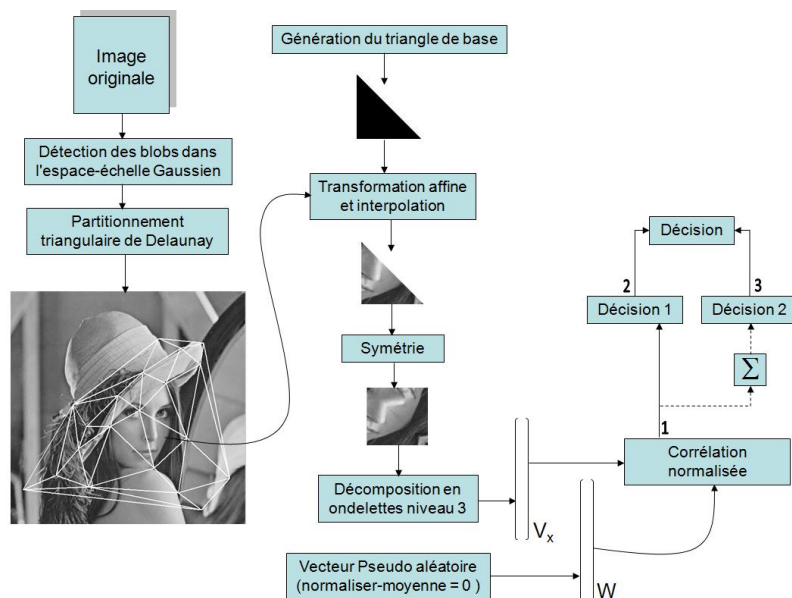 Image
originale
Détection des blobs dans
l'espace-échelle Gaussien
Partitionnement
triangulaire de Delaunay
Génération du triangle de base
Transformation affine
et interpolation
Symétrie
Décomposition en
ondelettes niveau 3
Vx
Vecteur Pseudo aléatoire
(normaliser-moyenne = 0 )
W
Corrélation
normalisée
1
Σ
Décision 1
2
Décision 2
3
Décision